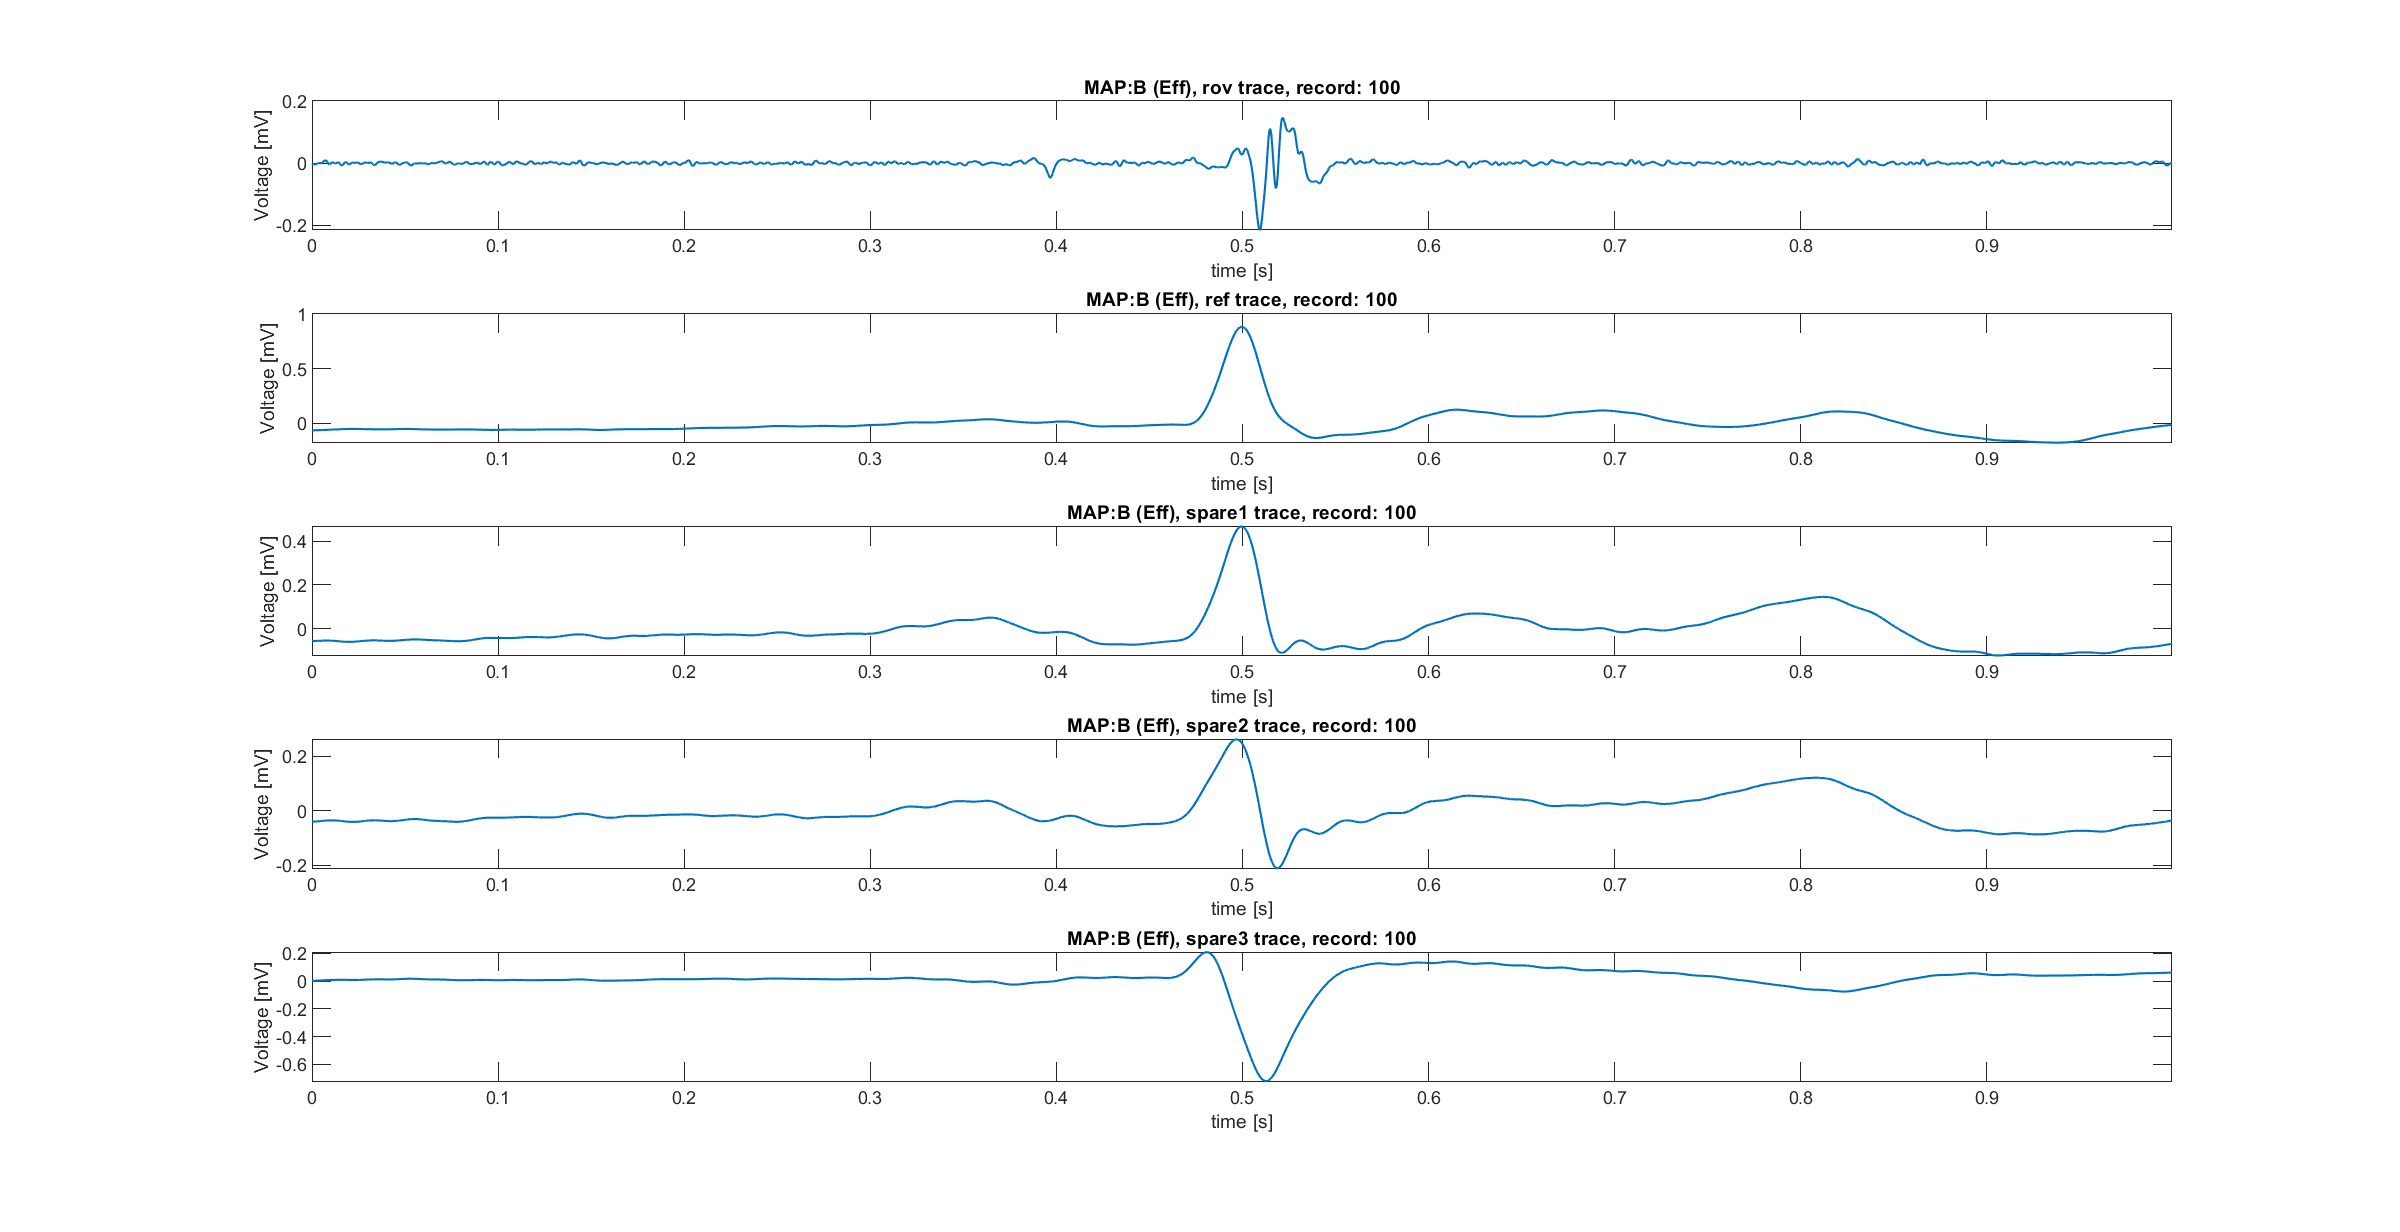 MAP:B (Eff), rov trace, record: 100
Voltage [mV]
0.2
0
-0.2
0 0.1 0.2 0.3 0.4 0.5 0.6 0.7 0.8 0.9
time [s]
MAP:B (Eff), ref trace, record: 100
Voltage [mV]
1
0.5
0
0 0.1 0.2 0.3 0.4 0.5 0.6 0.7 0.8 0.9
time [s]
MAP:B (Eff), spare1 trace, record: 100
Voltage [mV]
0.4
0.2
0
0 0.1 0.2 0.3 0.4 0.5 0.6 0.7 0.8 0.9
time [s]
MAP:B (Eff), spare2 trace, record: 100
Voltage [mV]
0.2
0
-0.2
0 0.1 0.2 0.3 0.4 0.5 0.6 0.7 0.8 0.9
time [s]
MAP:B (Eff), spare3 trace, record: 100
Voltage [mV]
0.2
0
-0.2
-0.4
-0.6
0 0.1 0.2 0.3 0.4 0.5 0.6 0.7 0.8 0.9
time [s]